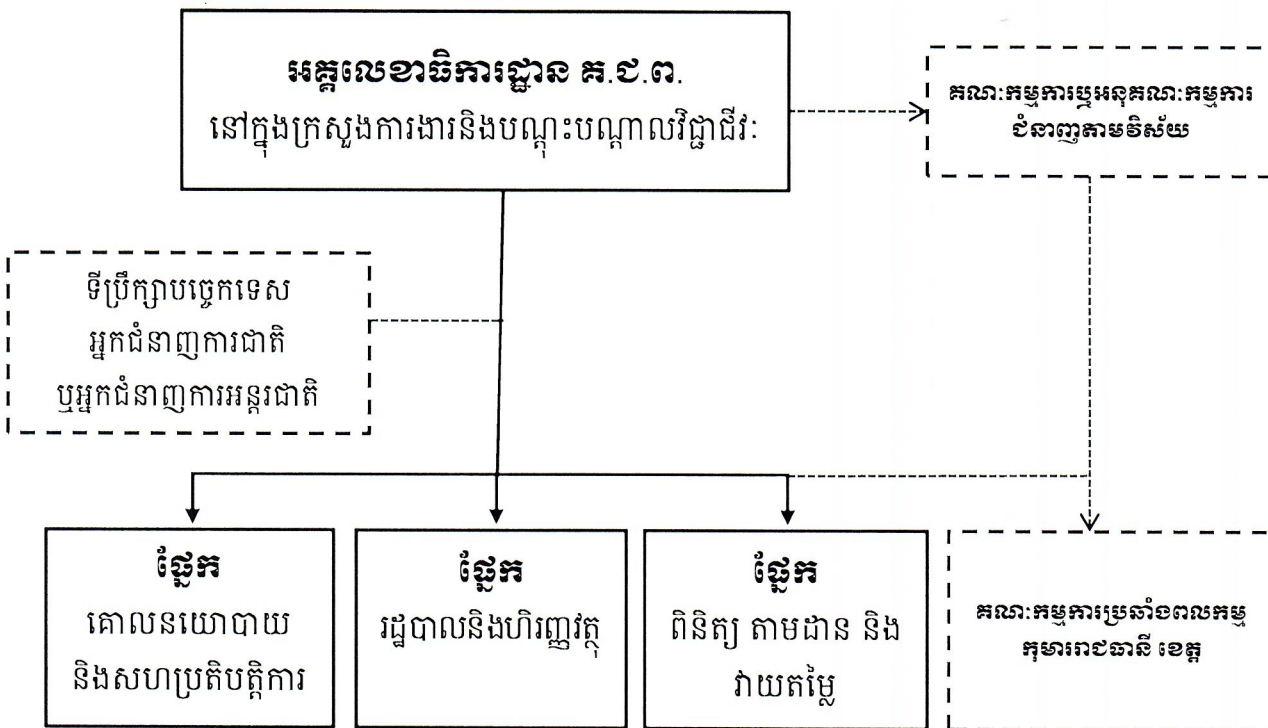 អគ្គលេខាធិការដ្ឋាន គ.ជ.ព.
នៅក្នុងក្រសួងការងារនិងបណ្តុះបណ្តាលវិជ្ជាជីវៈ
គណៈកម្មការឬអនុគណៈកម្មការ
ជំនាញតាមវិស័យ
ទីប្រឹក្សាបច្ចេកទេស
អ្នកជំនាញការជាតិ
ឬអ្នកជំនាញការអន្តរជាតិ
ផ្នែក
គោលនយោបាយ
និងសហប្រតិបត្តិការ
ផ្នែក
រដ្ឋបាលនិងហិរញ្ញវត្ថុ
ផ្នែក
ពិនិត្យ តាមដាន និង
វាយតម្លៃ
គណៈកម្មការប្រឆាំងពលកម្ម
កុមាររាជធានី ខេត្ត